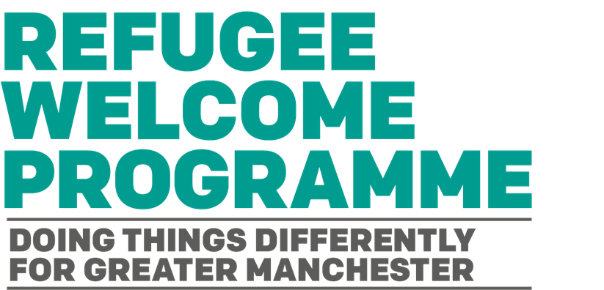 REFUGEE
WELCOME
PROGRAMME
DOING THINGS DIFFERENTLY
FOR GREATER MANCHESTER